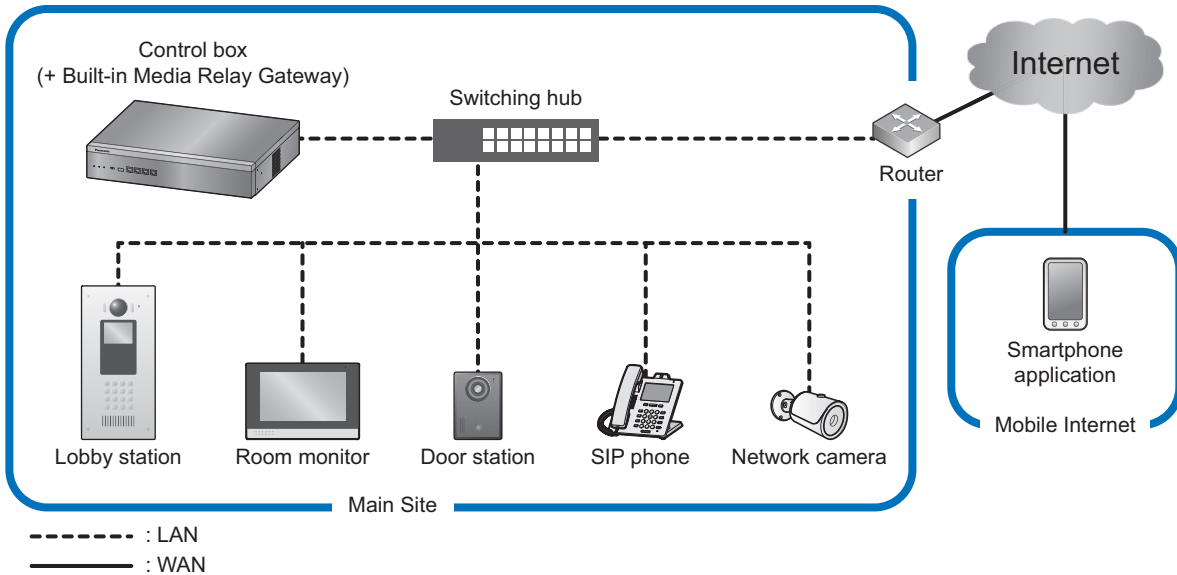 Control box
(+ Built-in Media Relay Gateway)
Switching hub
Internet
Panasonic
Router
Smartphone
application
Mobile Internet
Lobby station
Room monitor
Door station
SIP phone
Network camera
Main Site
: LAN
: WAN